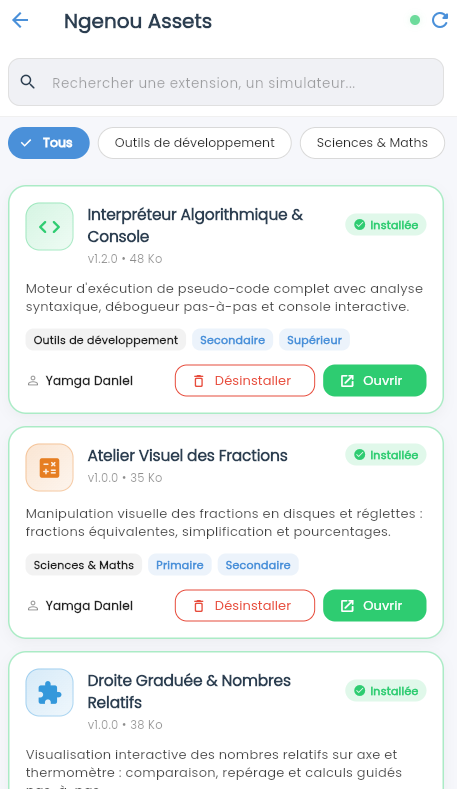 Ngenou Assets
Rechercher une extension, un simulateur...
Tous
Outils de développement
Sciences & Maths
Interpréteur Algorithmique &
Console
Installée
v1.2.0 • 48 Ko
Moteur d'exécution de pseudo-code complet avec analyse
syntaxique, débogueur pas-à-pas et console interactive.
Outils de développement
Secondaire
Supérieur
Yamga Daniel
Désinstaller
Ouvrir
Atelier Visuel des Fractions
Installée
v1.0.0 • 35 Ko
Manipulation visuelle des fractions en disques et réglettes :
fractions équivalentes, simplification et pourcentages.
Sciences & Maths
Primaire
Secondaire
Yamga Daniel
Désinstaller
Ouvrir
Droite Graduée & Nombres
Relatifs
Installée
v1.0.0 • 38 Ko
Visualisation interactive des nombres relatifs sur axe et
thermomètre : comparaison, repérage et calculs guidés